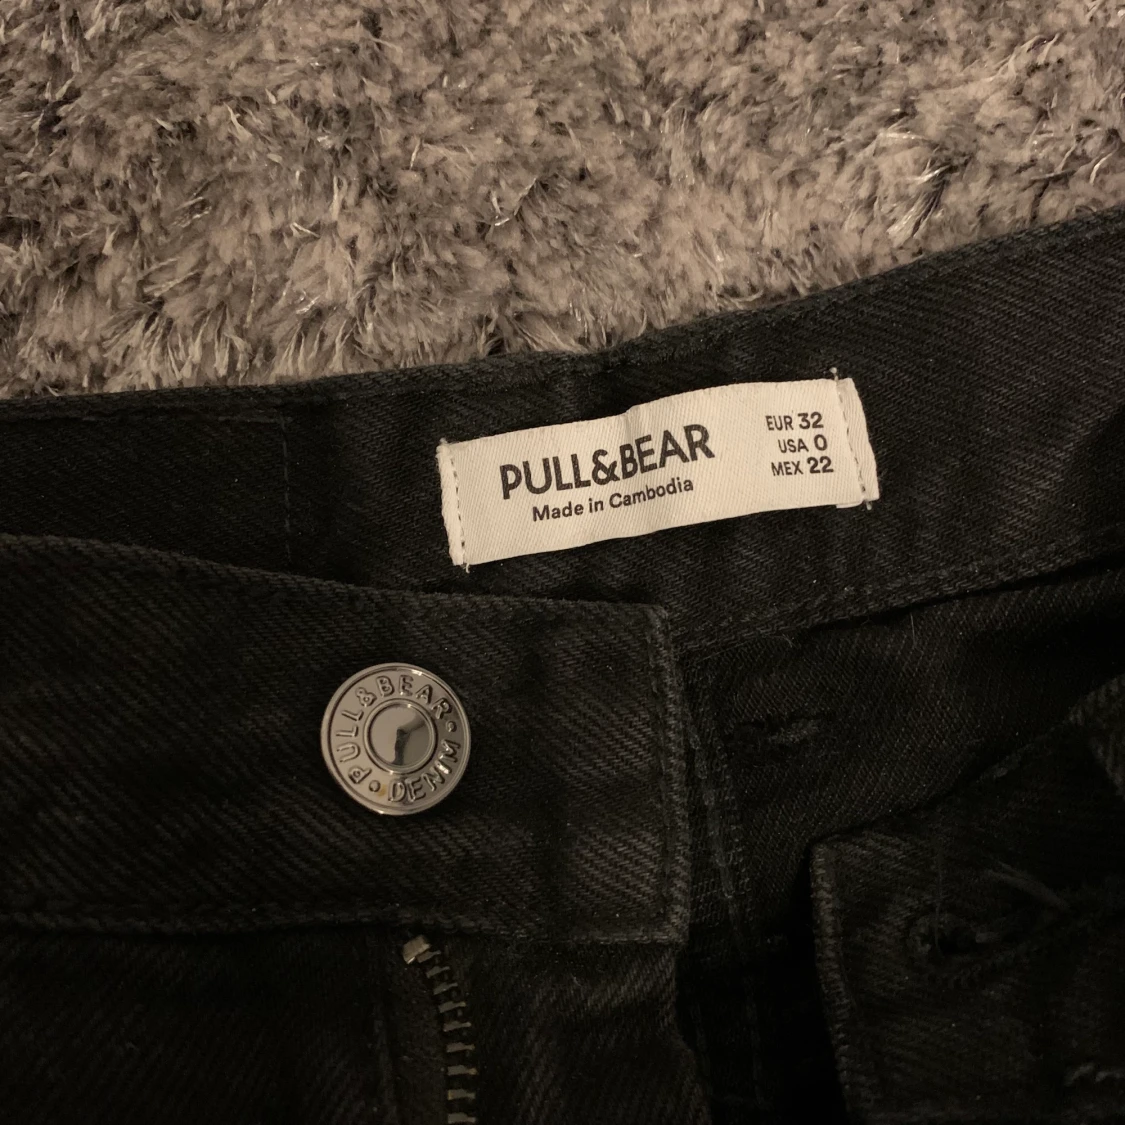 PULL&BEAR
Made in Cambodia
EUR 32
USA 0
MEX 22
PULL&BEAR • DENIM •